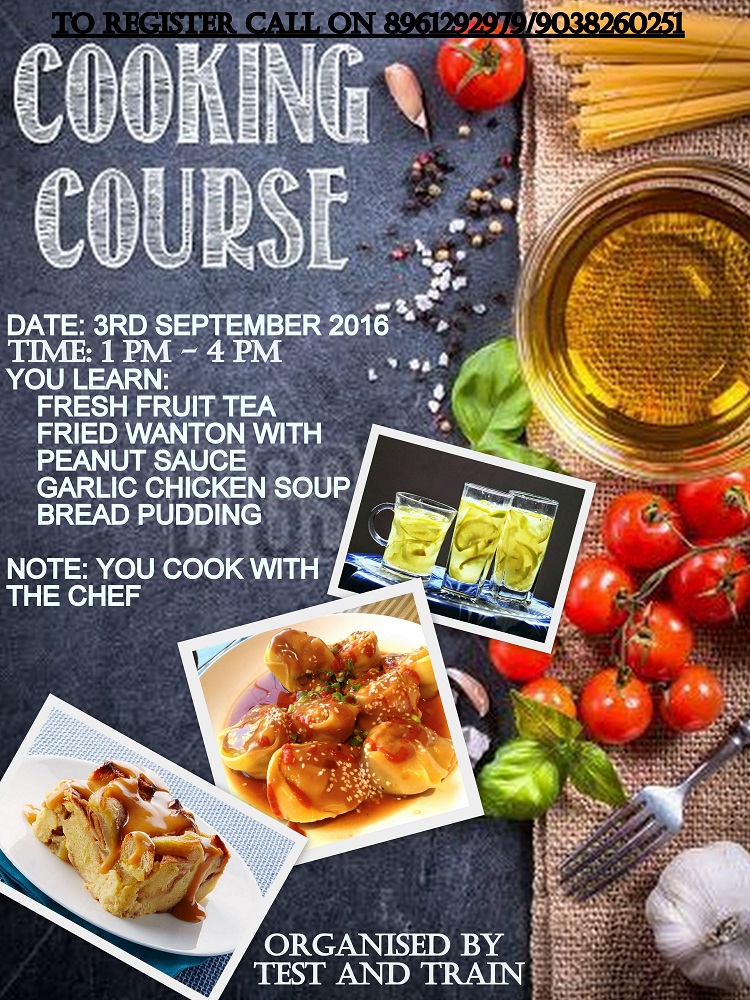 TO REGISTER CALL ON 8961292979/9038260251
COOKING
COURSE
DATE: 3RD SEPTEMBER 2016
TIME: 1 PM ~ 4 PM
YOU LEARN:
FRESH FRUIT TEA
FRIED WANTON WITH
PEANUT SAUCE
GARLIC CHICKEN SOUP
BREAD PUDDING
NOTE: YOU COOK WITH
THE CHEF
ORGANISED BY
TEST AND TRAIN